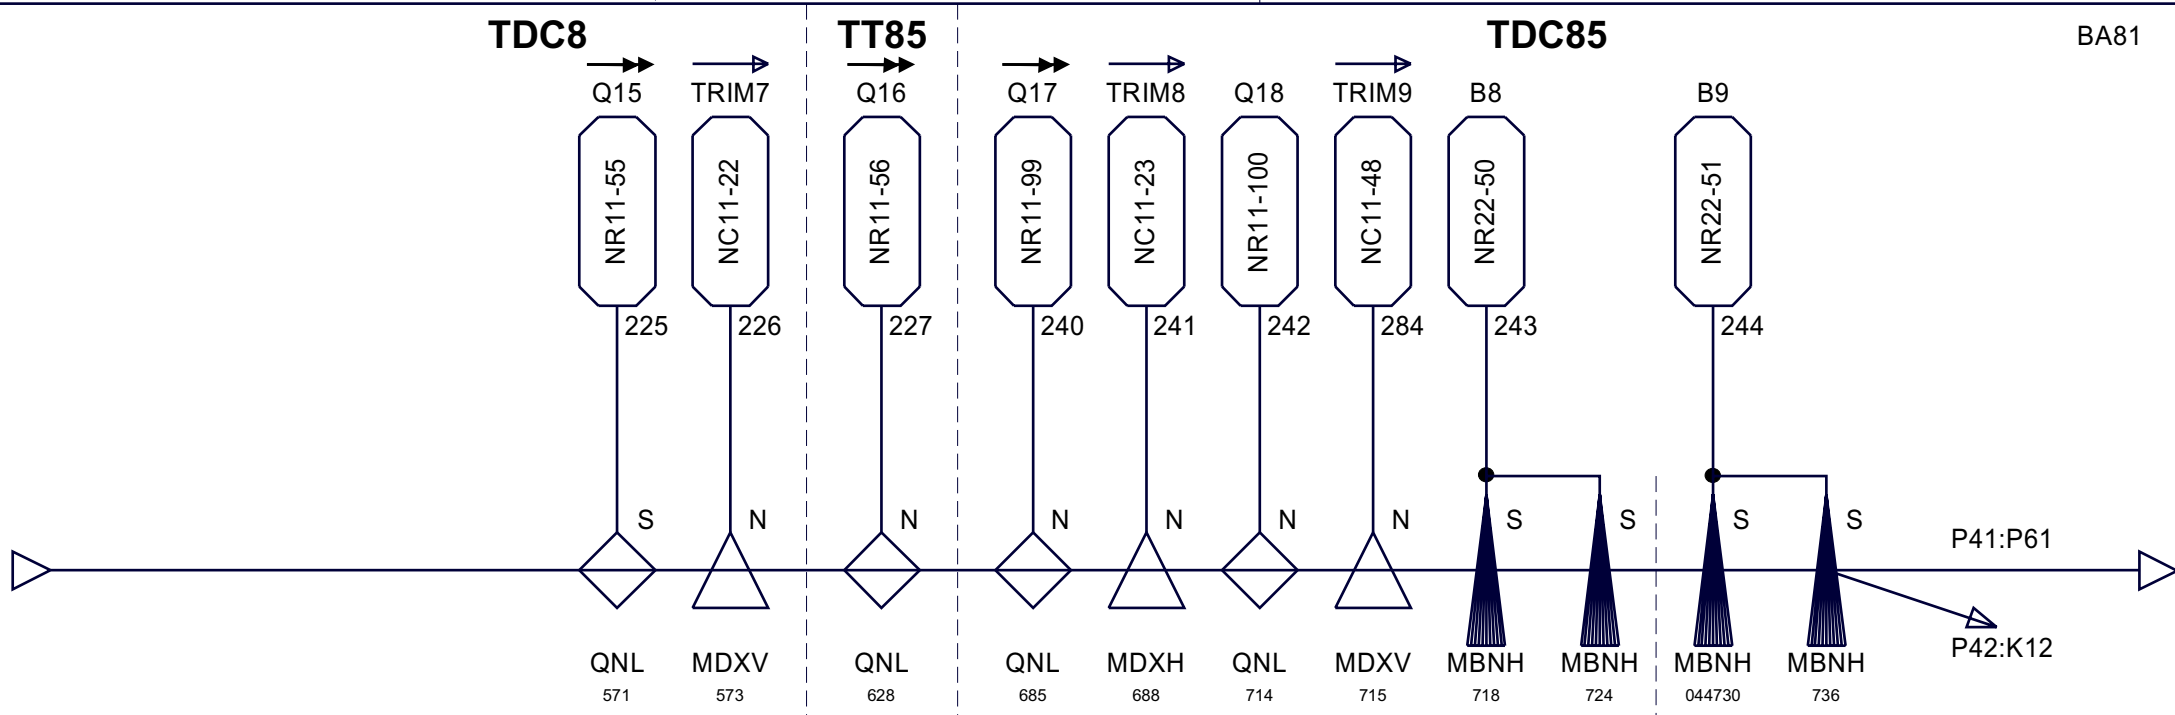 TDC8 TT85 TDC85 BA81
Q15 TRIM7 Q16 Q17 TRIM8 Q18 TRIM9 B8 B9
NR11-55 NC11-22 NR11-56 NR11-99 NC11-23 NR11-100 NC11-48 NR22-50 NR22-51
225 226 227 240 241 242 284 243 244
S N N N N N N S S S S
P41:P61
P42:K12
QNL MDXV QNL QNL MDXH QNL MDXV MBNH MBNH MBNH MBNH
571 573 628 685 688 714 715 718 724 044730 736